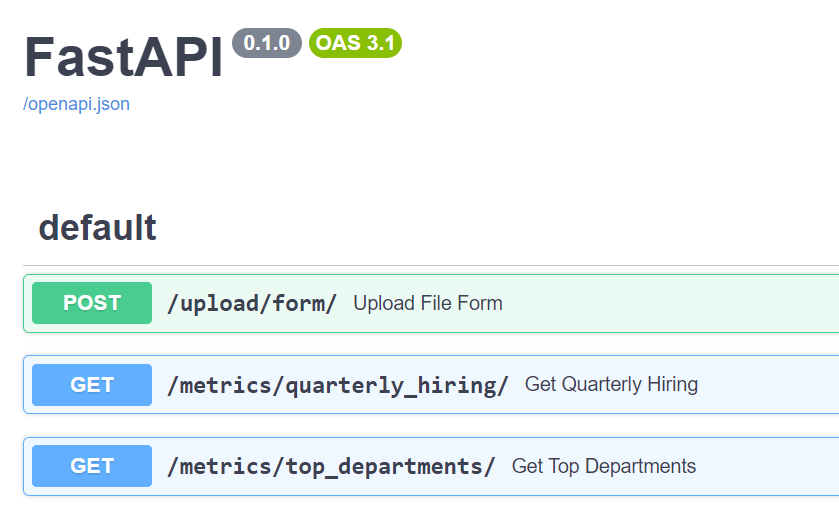 FastAPI 0.1.0 OAS 3.1
/openapi.json
default
POST /upload/form/ Upload File Form
GET /metrics/quarterly_hiring/ Get Quarterly Hiring
GET /metrics/top_departments/ Get Top Departments